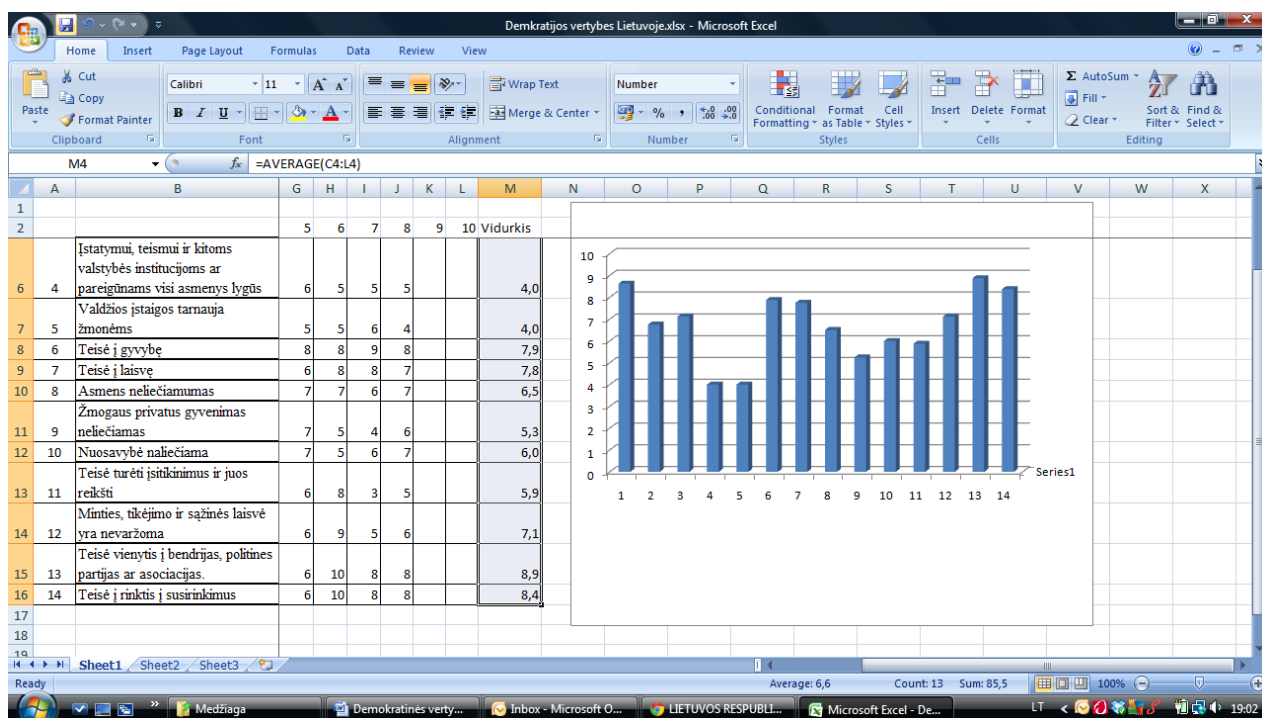 Demkratijos vertybes Lietuvoje.xlsx - Microsoft Excel
Home Insert Page Layout Formulas Data Review View
Paste Cut Copy Format Painter
Calibri 11
B I U
Wrap Text
Merge & Center
Number
% ,
Conditional Formatting Format as Table Cell Styles
Insert Delete Format
Σ AutoSum Fill Clear
Sort & Filter Find & Select
Clipboard Font Alignment Number Styles Cells Editing
M4 fx =AVERAGE(C4:L4)
A B G H I J K L M N O P Q R S T U V W X
1
2 5 6 7 8 9 10 Vidurkis
Įstatymui, teismui ir kitoms
valstybės institucijoms ar
6 4 pareigūnams visi asmenys lygūs 6 5 5 5 4,0
Valdžios įstaigos tarnauja
7 5 žmonėms 5 5 6 4 4,0
8 6 Teisė į gyvybę 8 8 9 8 7,9
9 7 Teisė į laisvę 6 8 8 7 7,8
10 8 Asmens neliečiamumas 7 7 6 7 6,5
Žmogaus privatus gyvenimas
11 9 neliečiamas 7 5 4 6 5,3
12 10 Nuosavybė naliečiama 7 5 6 7 6,0
Teisė turėti įsitikinimus ir juos
13 11 reikšti 6 8 3 5 5,9
Minties, tikėjimo ir sąžinės laisvė
14 12 yra nevaržoma 6 9 5 6 7,1
Teisė vienytis į bendrijas, politines
15 13 partijas ar asociacijas. 6 10 8 8 8,9
16 14 Teisė į rinktis į susirinkimus 6 10 8 8 8,4
17
18
19
10
9
8
7
6
5
4
3
2
1
0
Series1
1 2 3 4 5 6 7 8 9 10 11 12 13 14
Sheet1 Sheet2 Sheet3
Ready Average: 6,6 Count: 13 Sum: 85,5 100%
» Medžiaga Demokratinės verty... Inbox - Microsoft O... LIETUVOS RESPUBLI... Microsoft Excel - De... LT < 19:02